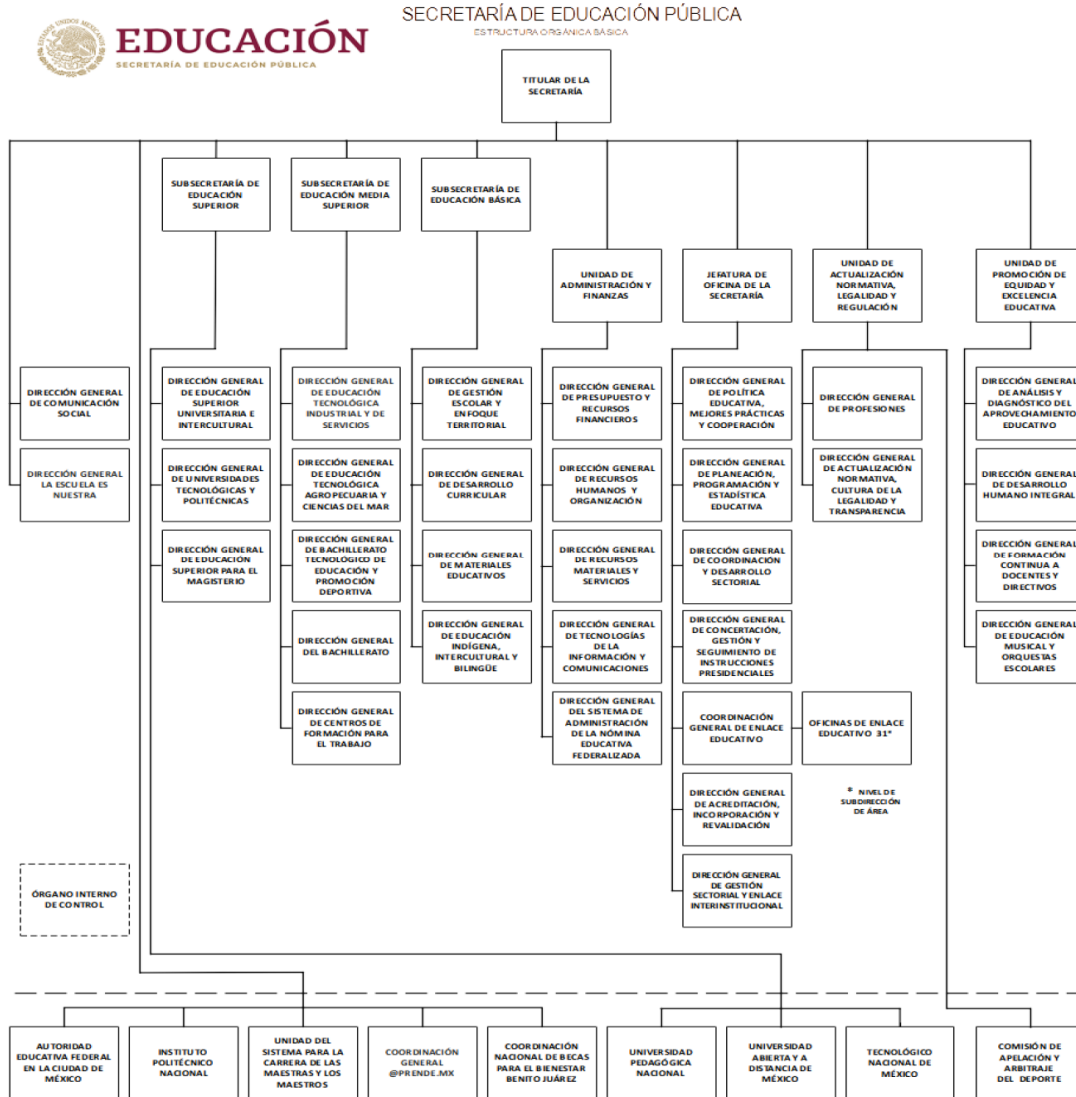 SECRETARÍA DE EDUCACIÓN PÚBLICA
ESTRUCTURA ORGÁNICA BÁSICA
ESTADOS UNIDOS MEXICANOS
EDUCACIÓN
SECRETARÍA DE EDUCACIÓN PÚBLICA
TITULAR DE LA
SECRETARÍA
SUBSECRETARÍA DE
EDUCACIÓN
SUPERIOR
SUBSECRETARÍA DE
EDUCACIÓN MEDIA
SUPERIOR
SUBSECRETARÍA DE
EDUCACIÓN BÁSICA
UNIDAD DE
ADMINISTRACIÓN Y
FINANZAS
JEFATURA DE
OFICINA DE LA
SECRETARÍA
UNIDAD DE
ACTUALIZACIÓN
NORMATIVA,
LEGALIDAD Y
REGULACIÓN
UNIDAD DE
PROMOCIÓN DE
EQUIDAD Y
EXCELENCIA
EDUCATIVA
DIRECCIÓN GENERAL
DE COMUNICACIÓN
SOCIAL
DIRECCIÓN GENERAL
DE EDUCACIÓN
SUPERIOR
UNIVERSITARIA E
INTERCULTURAL
DIRECCIÓN GENERAL
DE EDUCACIÓN
TECNOLÓGICA
INDUSTRIAL Y DE
SERVICIOS
DIRECCIÓN GENERAL
DE GESTIÓN
ESCOLAR Y
ENFOQUE
TERRITORIAL
DIRECCIÓN GENERAL
DE PRESUPUESTO Y
RECURSOS
FINANCIEROS
DIRECCIÓN GENERAL
DE POLÍTICA
EDUCATIVA,
MEJORES PRÁCTICAS
Y COOPERACIÓN
DIRECCIÓN GENERAL
DE PROFESIONES
DIRECCIÓN GENERAL
DE ANÁLISIS Y
DIAGNÓSTICO DEL
APROVECHAMIENTO
EDUCATIVO
DIRECCIÓN GENERAL
LA ESCUELA ES
NUESTRA
DIRECCIÓN GENERAL
DE UNIVERSIDADES
TECNOLÓGICAS Y
POLITÉCNICAS
DIRECCIÓN GENERAL
DE EDUCACIÓN
TECNOLÓGICA
AGROPECUARIA Y
CIENCIAS DEL MAR
DIRECCIÓN GENERAL
DE DESARROLLO
CURRICULAR
DIRECCIÓN GENERAL
DE RECURSOS
HUMANOS Y
ORGANIZACIÓN
DIRECCIÓN GENERAL
DE PLANEACIÓN,
PROGRAMACIÓN Y
ESTADÍSTICA
EDUCATIVA
DIRECCIÓN GENERAL
DE ACTUALIZACIÓN
NORMATIVA,
CULTURA DE LA
LEGALIDAD Y
TRANSPARENCIA
DIRECCIÓN GENERAL
DE DESARROLLO
HUMANO INTEGRAL
DIRECCIÓN GENERAL
DE EDUCACIÓN
SUPERIOR PARA EL
MAGISTERIO
DIRECCIÓN GENERAL
DE BACHILLERATO
TECNOLÓGICO DE
EDUCACIÓN Y
PROMOCIÓN
DEPORTIVA
DIRECCIÓN GENERAL
DE MATERIALES
EDUCATIVOS
DIRECCIÓN GENERAL
DE RECURSOS
MATERIALES Y
SERVICIOS
DIRECCIÓN GENERAL
DE COORDINACIÓN
Y DESARROLLO
SECTORIAL
DIRECCIÓN GENERAL
DE FORMACIÓN
CONTINUA A
DOCENTES Y
DIRECTIVOS
DIRECCIÓN GENERAL
DEL BACHILLERATO
DIRECCIÓN GENERAL
DE EDUCACIÓN
INDÍGENA,
INTERCULTURAL Y
BILINGÜE
DIRECCIÓN GENERAL
DE TECNOLOGÍAS
DE LA
INFORMACIÓN Y
COMUNICACIONES
DIRECCIÓN GENERAL
DE CONCERTACIÓN,
GESTIÓN Y
SEGUIMIENTO DE
INSTRUCCIONES
PRESIDENCIALES
DIRECCIÓN GENERAL
DE EDUCACIÓN
MUSICAL Y
ORQUESTAS
ESCOLARES
DIRECCIÓN GENERAL
DE CENTROS DE
FORMACIÓN PARA
EL TRABAJO
DIRECCIÓN GENERAL
DEL SISTEMA DE
ADMINISTRACIÓN
DE LA NÓMINA
EDUCATIVA
FEDERALIZADA
COORDINACIÓN
GENERAL DE ENLACE
EDUCATIVO
OFICINAS DE ENLACE
EDUCATIVO 31*
DIRECCIÓN GENERAL
DE ACREDITACIÓN,
INCORPORACIÓN Y
REVALIDACIÓN
* NIVEL DE
SUBDIRECCIÓN
DE ÁREA
ÓRGANO INTERNO
DE CONTROL
DIRECCIÓN GENERAL
DE GESTIÓN
SECTORIAL Y ENLACE
INTERINSTITUCIONAL
AUTORIDAD
EDUCATIVA FEDERAL
EN LA CIUDAD DE
MÉXICO
INSTITUTO
POLITÉCNICO
NACIONAL
UNIDAD DEL
SISTEMA PARA LA
CARRERA DE LAS
MAESTRAS Y LOS
MAESTROS
COORDINACIÓN
GENERAL
@PRENDE.MX
COORDINACIÓN
NACIONAL DE BECAS
PARA EL BIENESTAR
BENITO JUÁREZ
UNIVERSIDAD
PEDAGÓGICA
NACIONAL
UNIVERSIDAD
ABIERTA Y A
DISTANCIA DE
MÉXICO
TECNOLÓGICO
NACIONAL DE
MÉXICO
COMISIÓN DE
APELACIÓN Y
ARBITRAJE
DEL DEPORTE